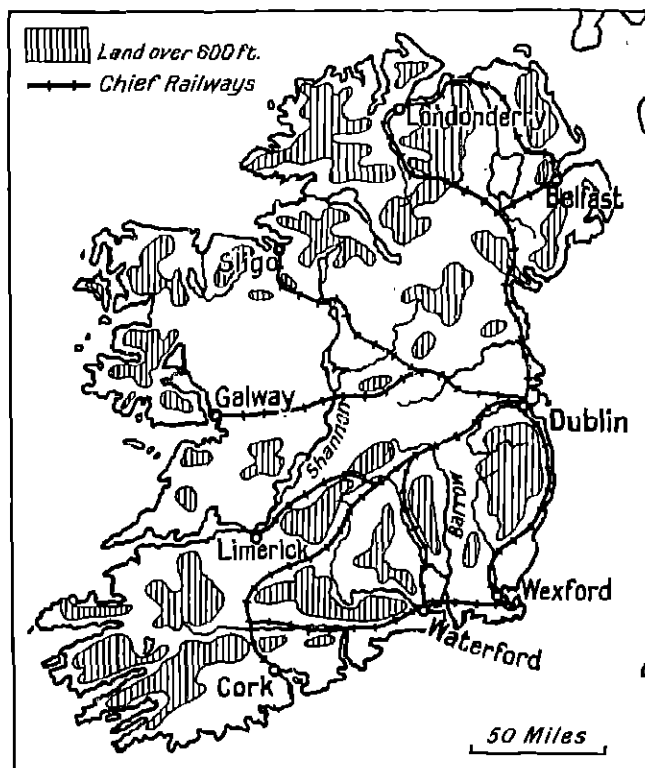 Land over 600 ft.
Chief Railways
Londonderry
Belfast
Sligo
Galway
Dublin
Shannon
Barrow
Limerick
Wexford
Waterford
Cork
50 Miles